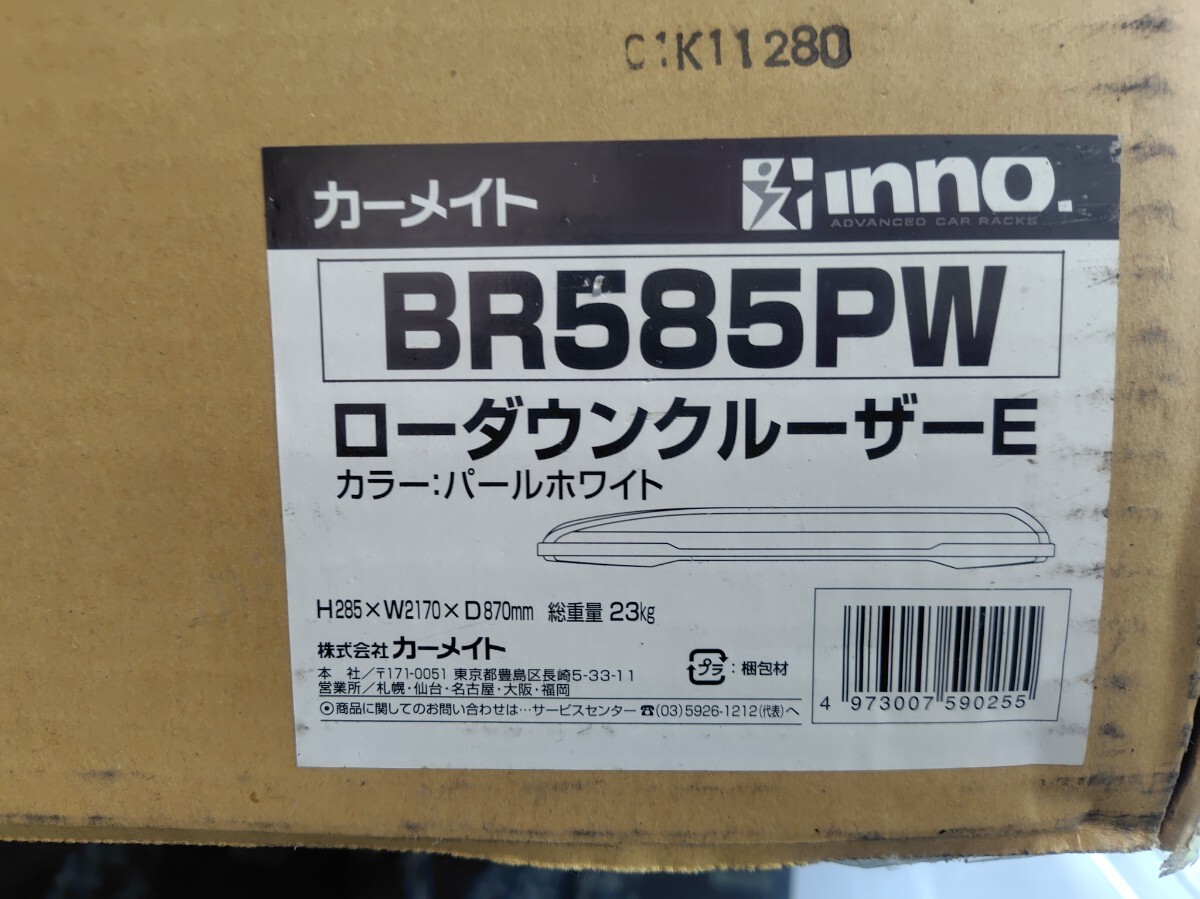 C1K11280
カーメイト
inno.
ADVANCED CAR RACKS
BR585PW
ローダウンクルーザーE
カラー:パールホワイト
H285×W2170×D870mm 総重量 23kg
株式会社 カーメイト
本 社/〒171-0051 東京都豊島区長崎5-33-11
営業所/札幌・仙台・名古屋・大阪・福岡
プラ:梱包材
◉商品に関してのお問い合わせは…サービスセンター ☎(03)5926-1212(代表)へ
4 973007 590255